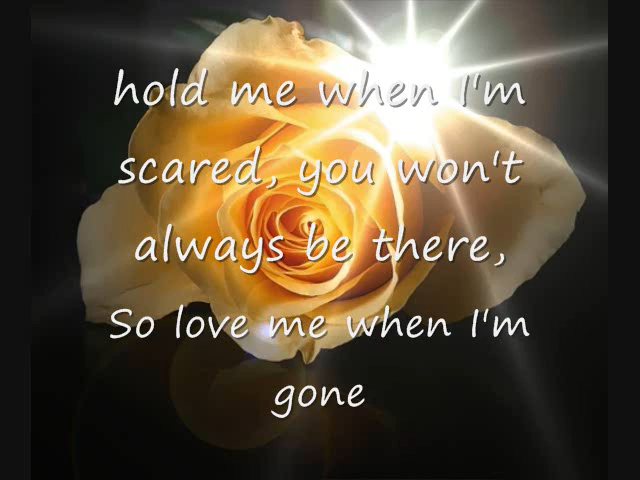 hold me when I'm
scared, you won't
always be there,
So love me when I'm
gone